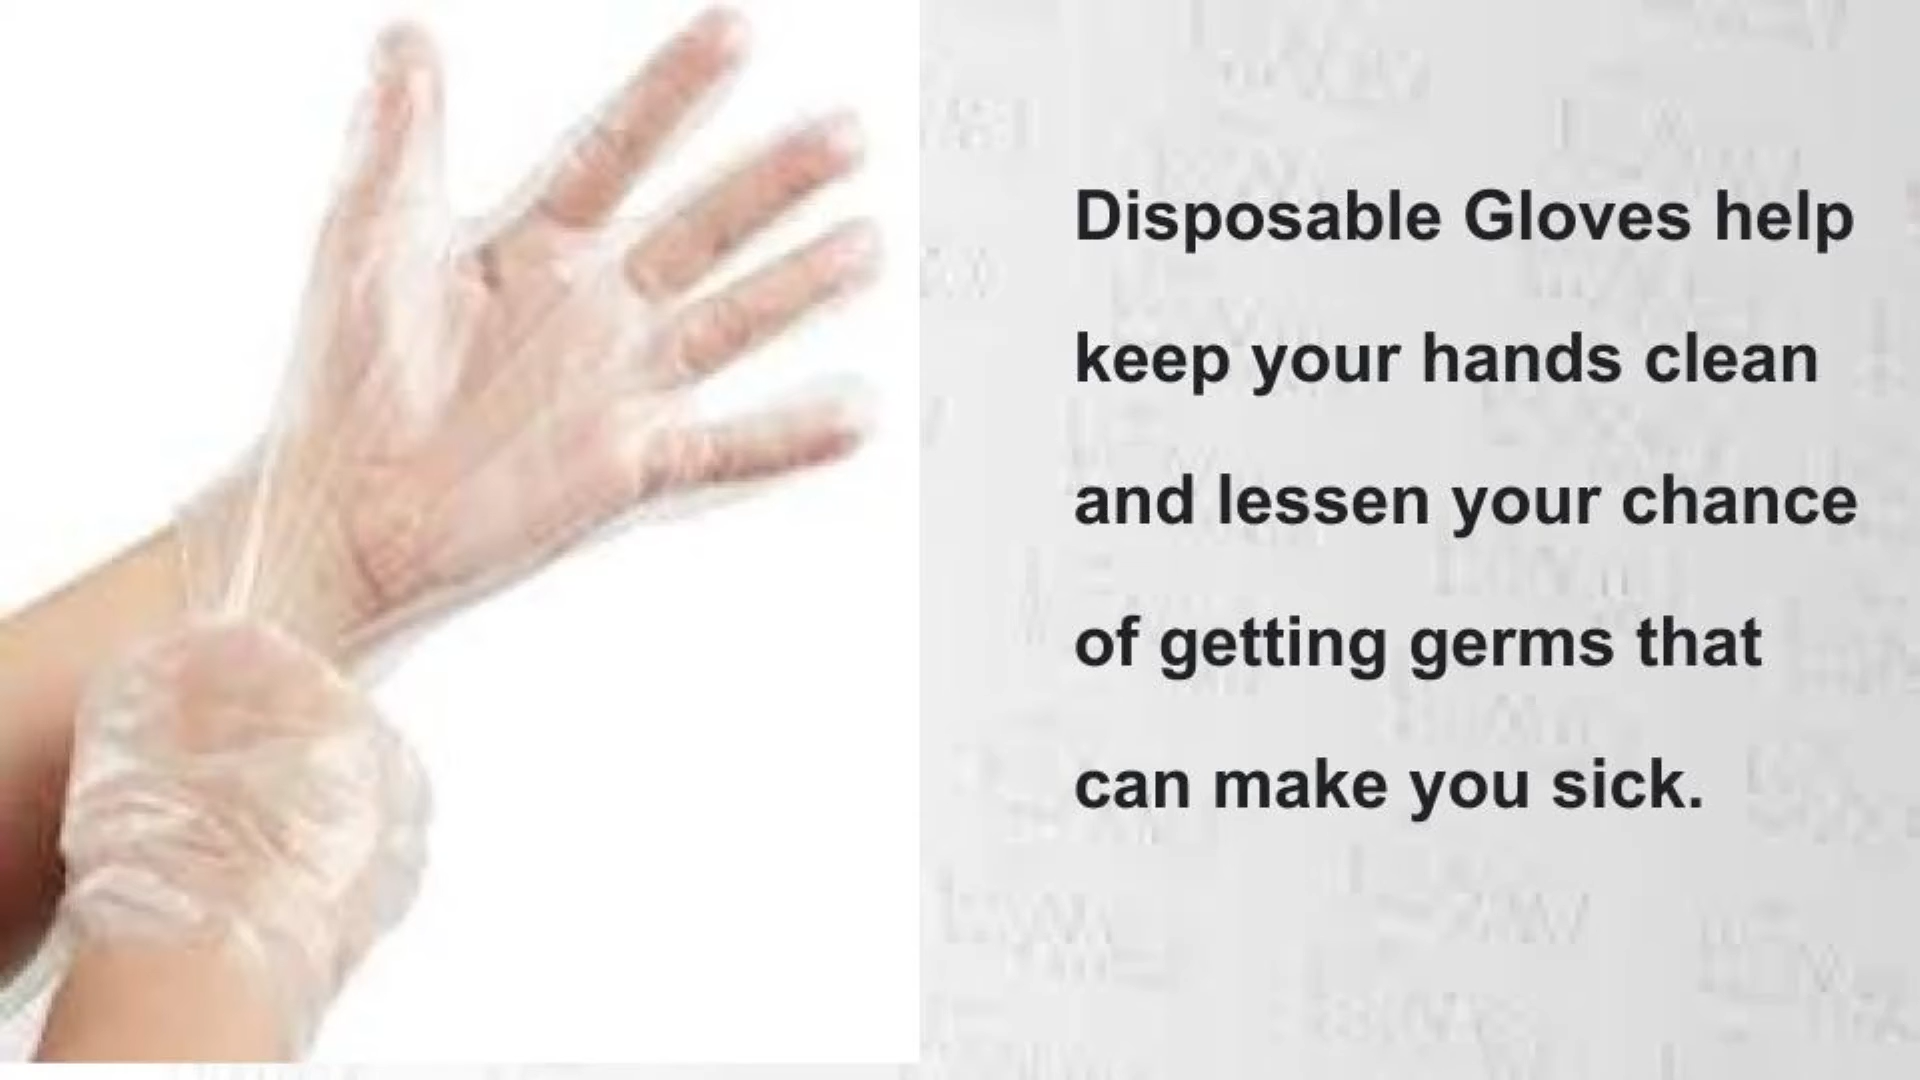 Disposable Gloves help
keep your hands clean
and lessen your chance
of getting germs that
can make you sick.